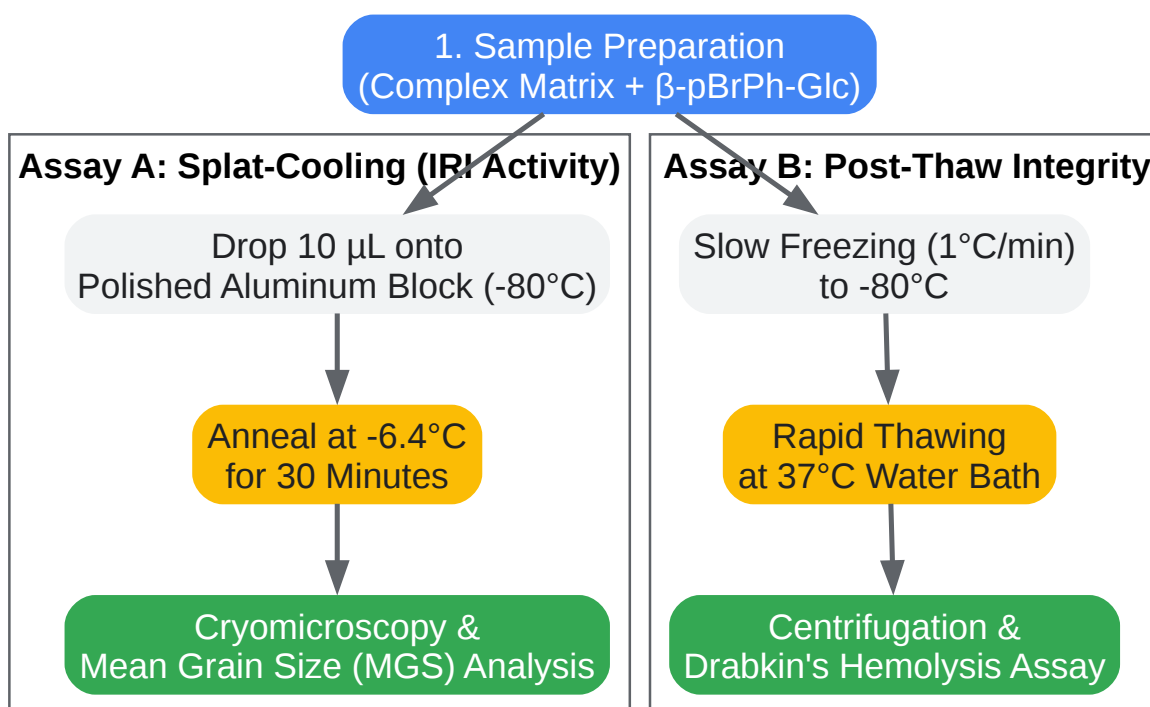 1. Sample Preparation
(Complex Matrix + β-pBrPh-Glc)
Assay A: Splat-Cooling (IRI Activity)
Drop 10 µL onto
Polished Aluminum Block (-80°C)
Anneal at -6.4°C
for 30 Minutes
Cryomicroscopy &
Mean Grain Size (MGS) Analysis
Assay B: Post-Thaw Integrity
Slow Freezing (1°C/min)
to -80°C
Rapid Thawing
at 37°C Water Bath
Centrifugation &
Drabkin's Hemolysis Assay